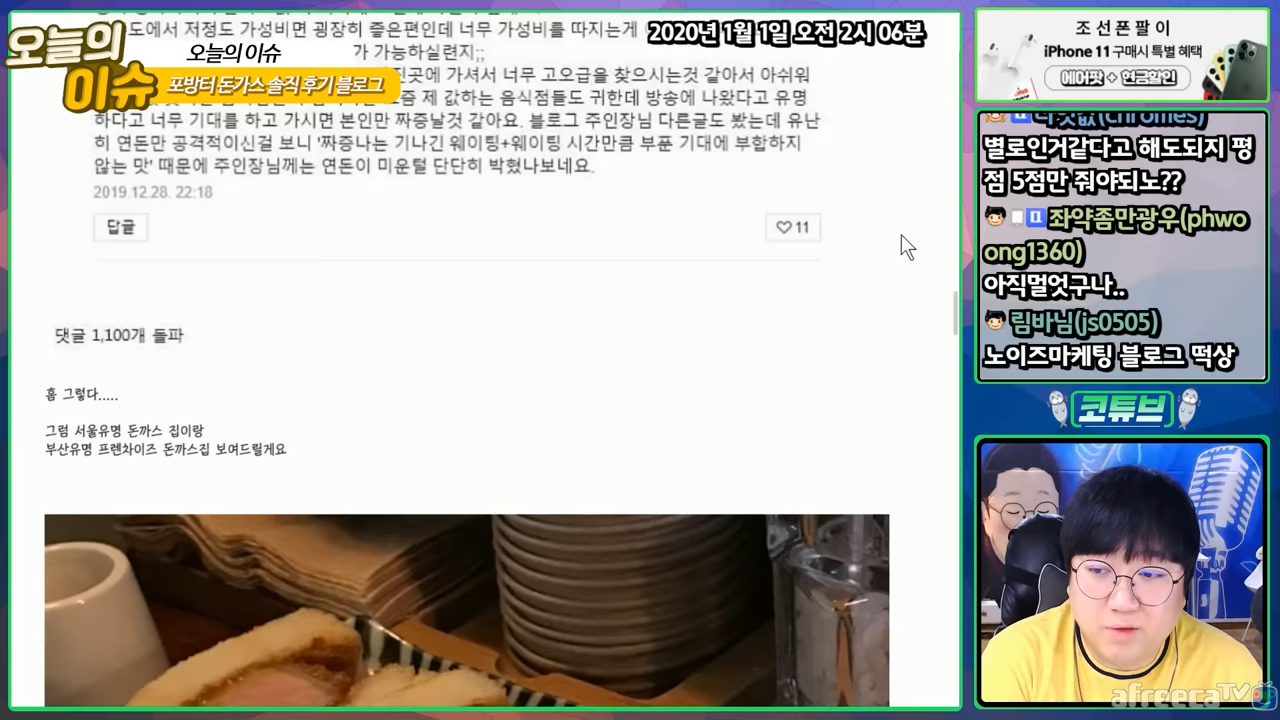 오늘의
이슈
오늘의 이슈
포방터 돈가스 솔직 후기 블로그
2020년 1월 1일 오전 2시 06분
도에서 저정도 가성비면 굉장히 좋은편인데 너무 가성비를 따지는게
가 가능하실련지;;
진곳에 가셔서 너무 고오급을 찾으시는것 같아서 아쉬워
즘 제 값하는 음식점들도 귀한데 방송에 나왔다고 유명
하다고 너무 기대를 하고 가시면 본인만 짜증날것 같아요. 블로그 주인장님 다른글도 봤는데 유난
히 연돈만 공격적이신걸 보니 '짜증나는 기나긴 웨이팅+웨이팅 시간만큼 부푼 기대에 부합하지
않는 맛' 때문에 주인장님께는 연돈이 미운털 단단히 박혔나보네요.
2019.12.28. 22:18
답글
♡ 11
댓글 1,100개 돌파
흠 그렇다.....
그럼 서울유명 돈까스 집이랑
부산유명 프렌차이즈 돈까스집 보여드릴게요
조선폰팔이
iPhone 11 구매시 특별 혜택
에어팟 + 현금할인
(chromes)
별로인거같다고 해도되지 평
점 5점만 줘야되노??
좌약좀만광우(phwo
ong1360)
아직멀엇구나..
림바님(js0505)
노이즈마케팅 블로그 떡상
코튜브
afreecaTV